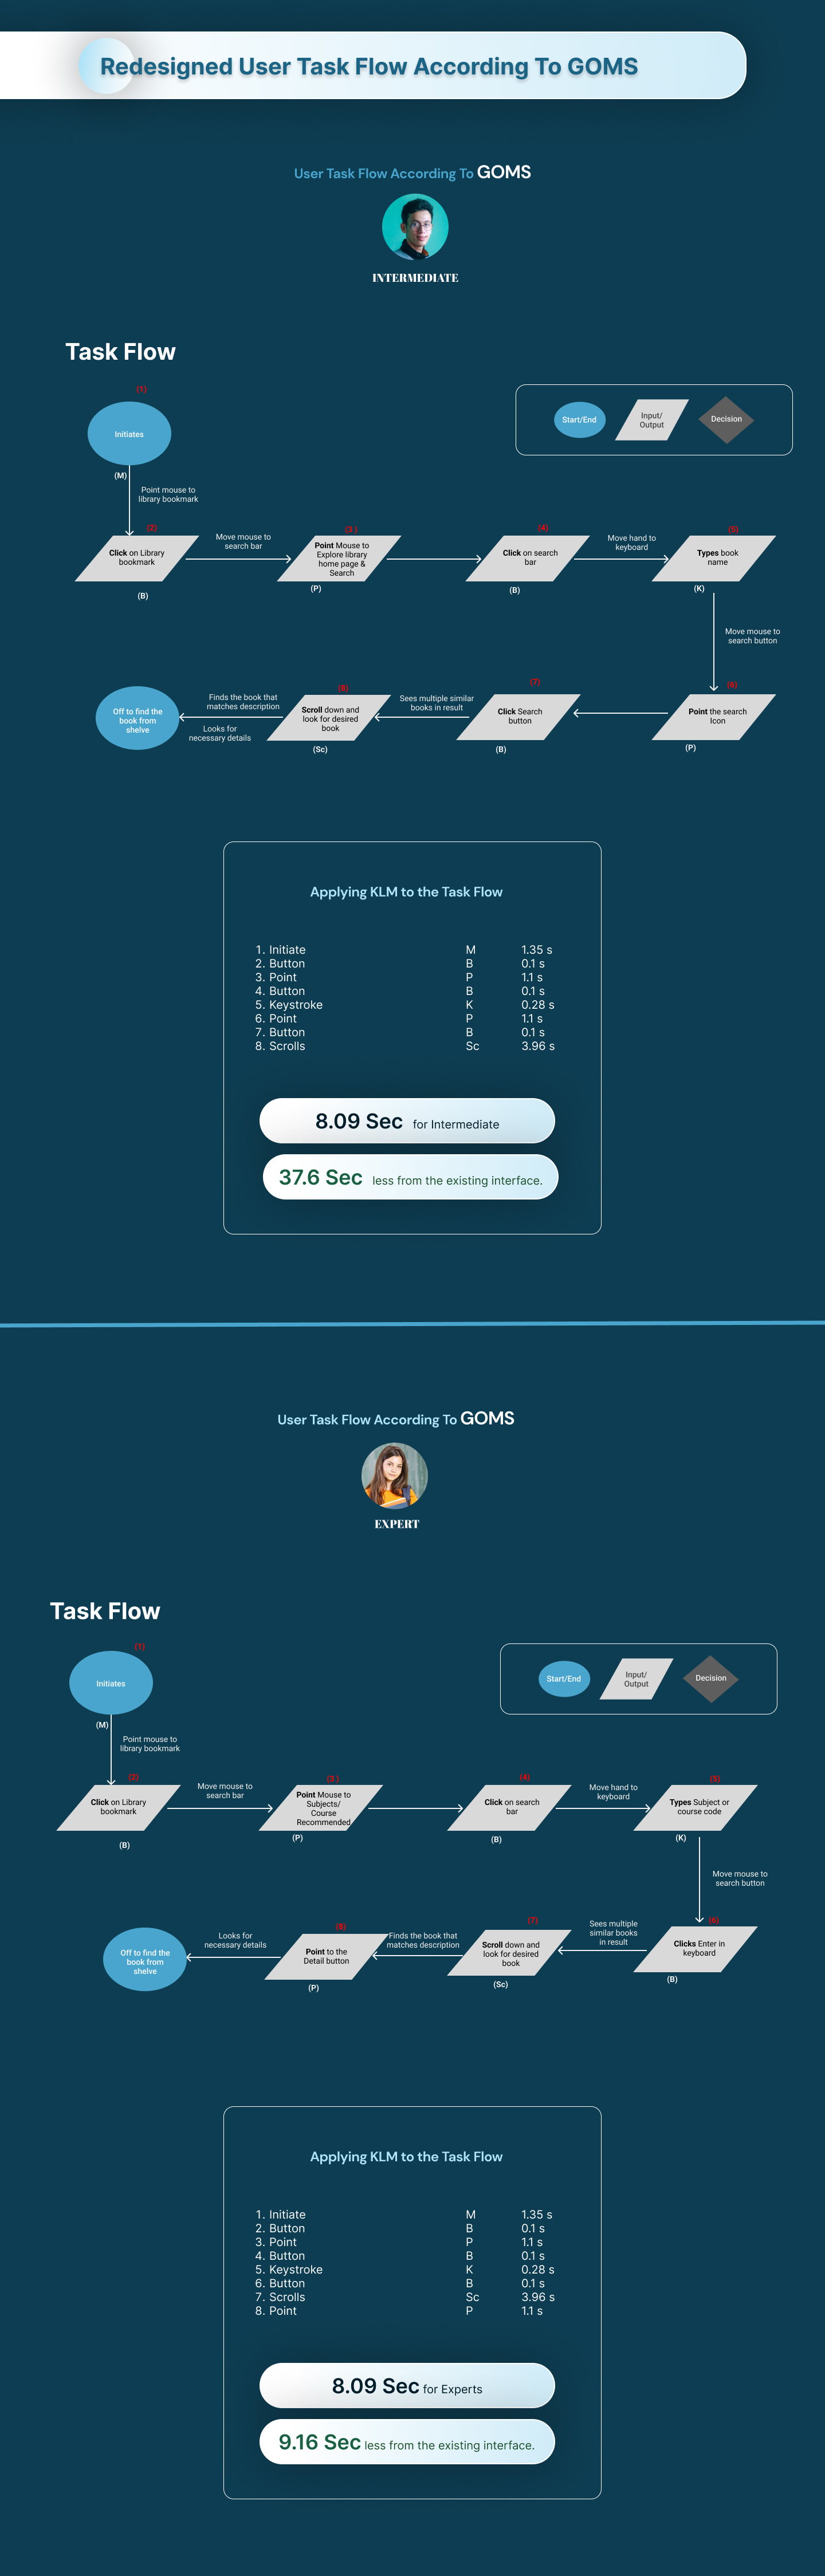 Redesigned User Task Flow According To GOMS
User Task Flow According To GOMS
INTERMEDIATE
Task Flow
(1)
Initiates
Start/End
Input/
Output
Decision
(M)
Point mouse to
library bookmark
(2)
Click on Library
bookmark
(B)
Move mouse to
search bar
(3 )
Point Mouse to
Explore library
home page &
Search
(P)
(4)
Click on search
bar
(B)
Move hand to
keyboard
(5)
Types book
name
(K)
Move mouse to
search button
(6)
Point the search
Icon
(P)
(7)
Click Search
button
(B)
Sees multiple similar
books in result
(8)
Scroll down and
look for desired
book
(Sc)
Finds the book that
matches description
Looks for
necessary details
Off to find the
book from
shelve
Applying KLM to the Task Flow
1. Initiate M 1.35 s
2. Button B 0.1 s
3. Point P 1.1 s
4. Button B 0.1 s
5. Keystroke K 0.28 s
6. Point P 1.1 s
7. Button B 0.1 s
8. Scrolls Sc 3.96 s
8.09 Sec for Intermediate
37.6 Sec less from the existing interface.
User Task Flow According To GOMS
EXPERT
Task Flow
(1)
Initiates
Start/End
Input/
Output
Decision
(M)
Point mouse to
library bookmark
(2)
Click on Library
bookmark
(B)
Move mouse to
search bar
(3 )
Point Mouse to
Subjects/
Course
Recommended
(P)
(4)
Click on search
bar
(B)
Move hand to
keyboard
(5)
Types Subject or
course code
(K)
Move mouse to
search button
(6)
Clicks Enter in
keyboard
(B)
Sees multiple
similar books
in result
(7)
Scroll down and
look for desired
book
(Sc)
Finds the book that
matches description
(8)
Point to the
Detail button
(P)
Looks for
necessary details
Off to find the
book from
shelve
Applying KLM to the Task Flow
1. Initiate M 1.35 s
2. Button B 0.1 s
3. Point P 1.1 s
4. Button B 0.1 s
5. Keystroke K 0.28 s
6. Button B 0.1 s
7. Scrolls Sc 3.96 s
8. Point P 1.1 s
8.09 Sec for Experts
9.16 Sec less from the existing interface.